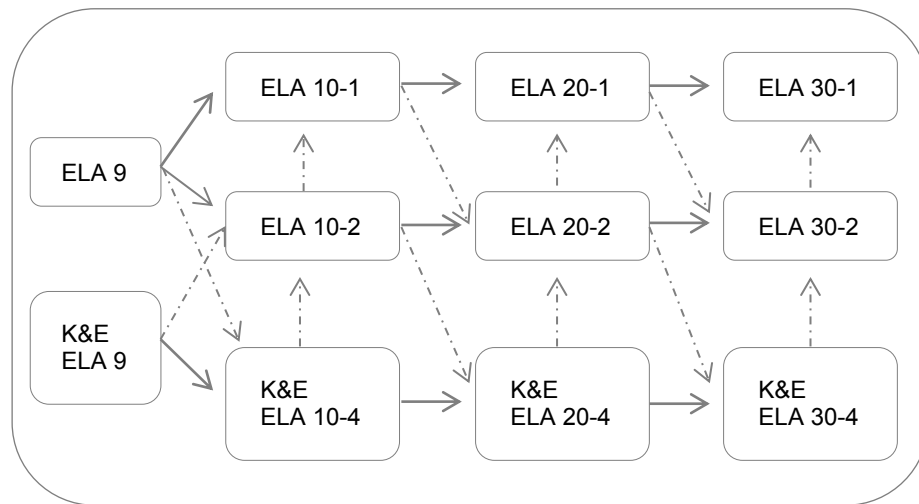 ELA 10-1
ELA 20-1
ELA 30-1
ELA 9
ELA 10-2
ELA 20-2
ELA 30-2
K&E
ELA 9
K&E
ELA 10-4
K&E
ELA 20-4
K&E
ELA 30-4